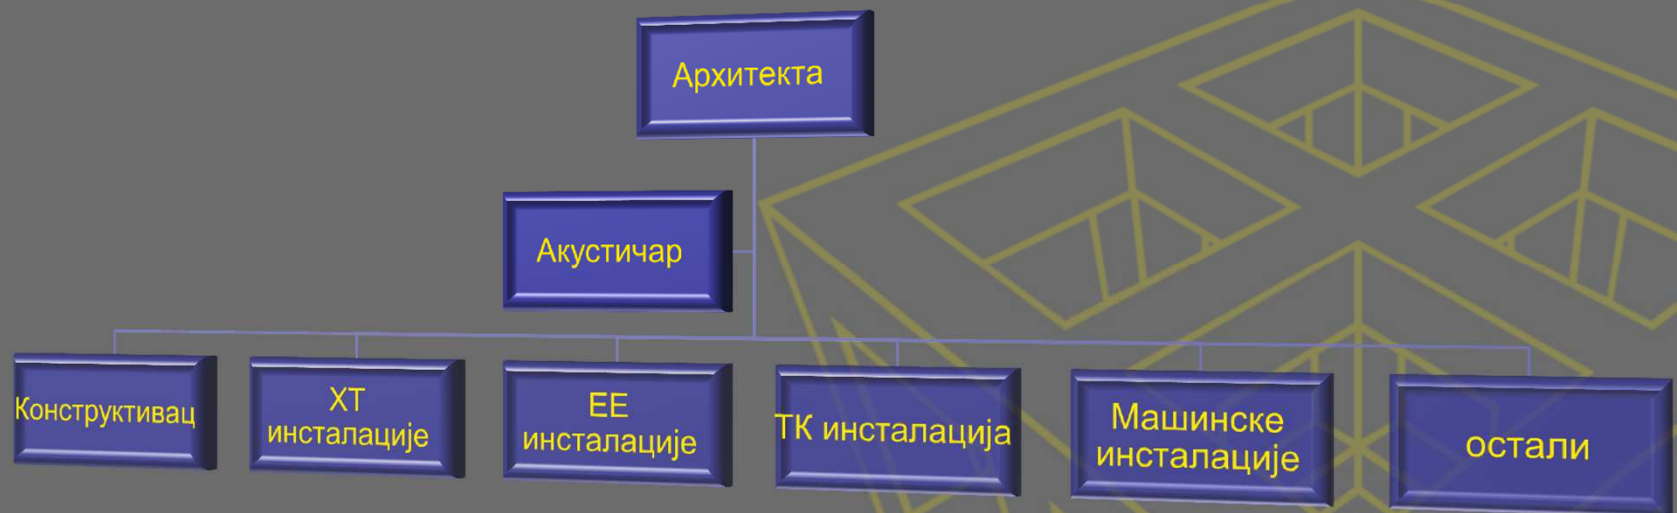 Архитекта
Акустичар
Конструктивац
ХТ
инсталације
ЕЕ
инсталације
ТК инсталација
Машинске
инсталације
остали